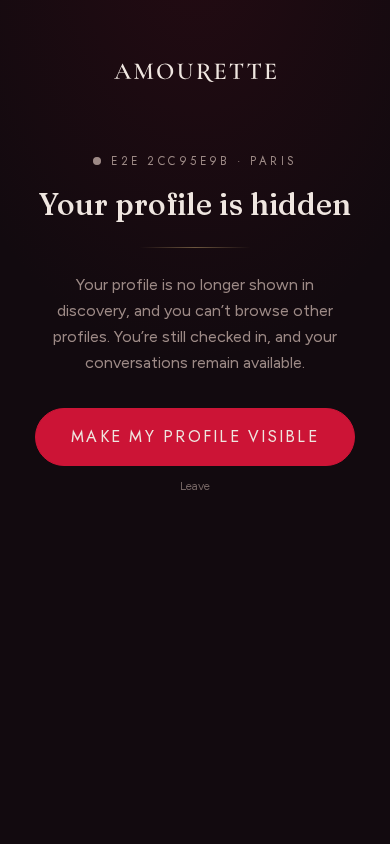 AMOURETTE
E2E 2CC95E9B · PARIS
Your profile is hidden
Your profile is no longer shown in
discovery, and you can’t browse other
profiles. You’re still checked in, and your
conversations remain available.
MAKE MY PROFILE VISIBLE
Leave